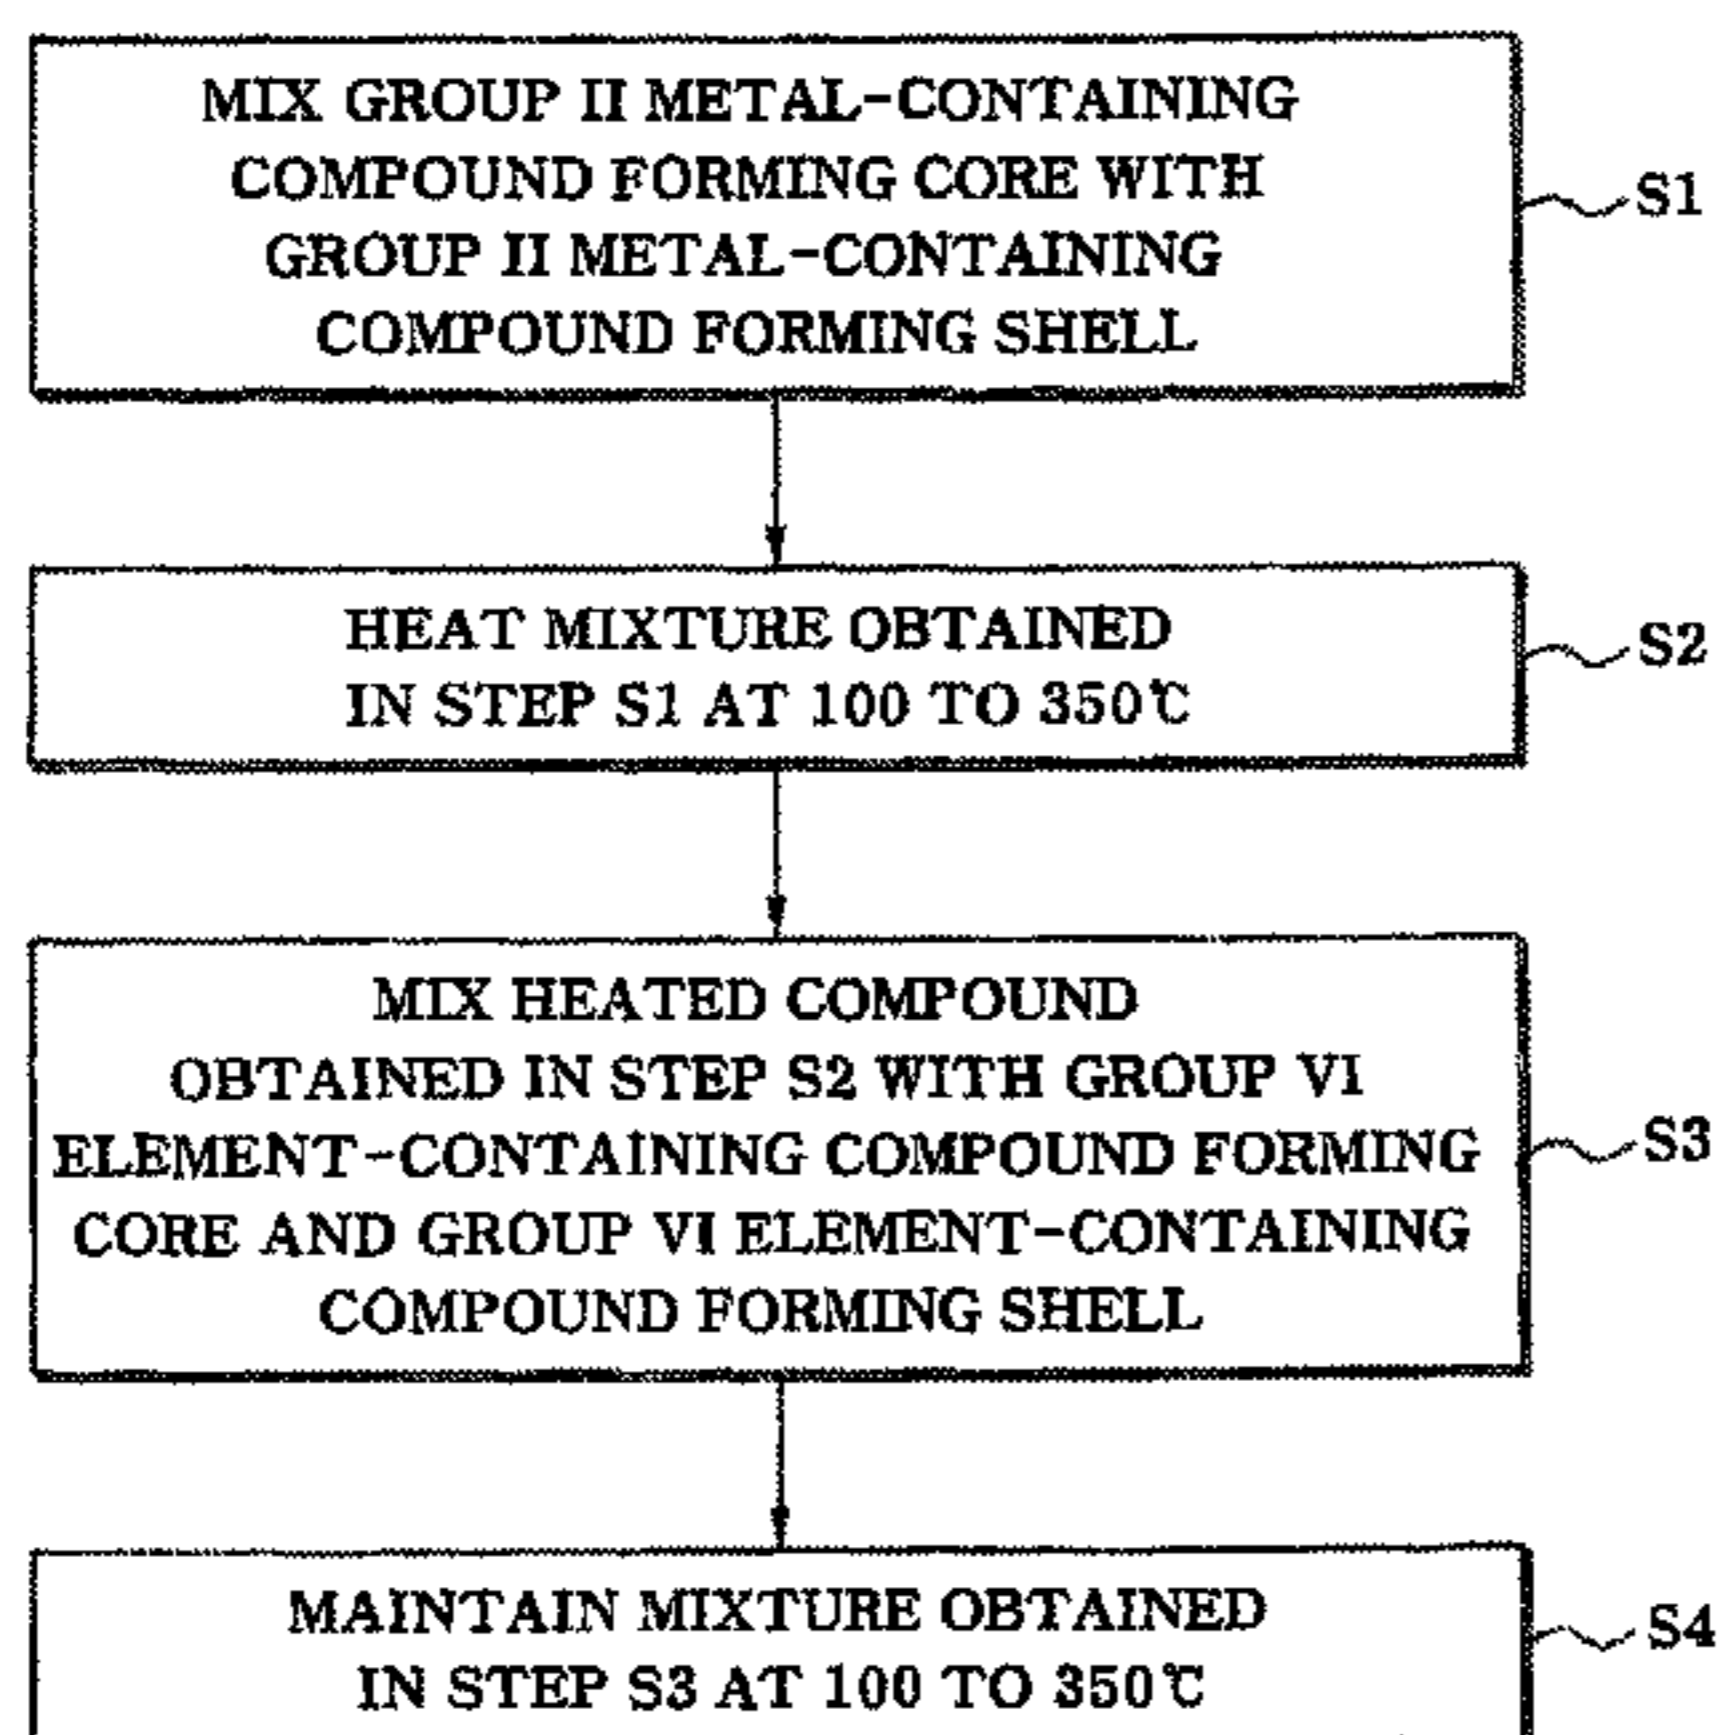 MIX GROUP II METAL-CONTAINING
COMPOUND FORMING CORE WITH
GROUP II METAL-CONTAINING
COMPOUND FORMING SHELL
S1
HEAT MIXTURE OBTAINED
IN STEP S1 AT 100 TO 350℃
S2
MIX HEATED COMPOUND
OBTAINED IN STEP S2 WITH GROUP VI
ELEMENT-CONTAINING COMPOUND FORMING
CORE AND GROUP VI ELEMENT-CONTAINING
COMPOUND FORMING SHELL
S3
MAINTAIN MIXTURE OBTAINED
IN STEP S3 AT 100 TO 350℃
S4